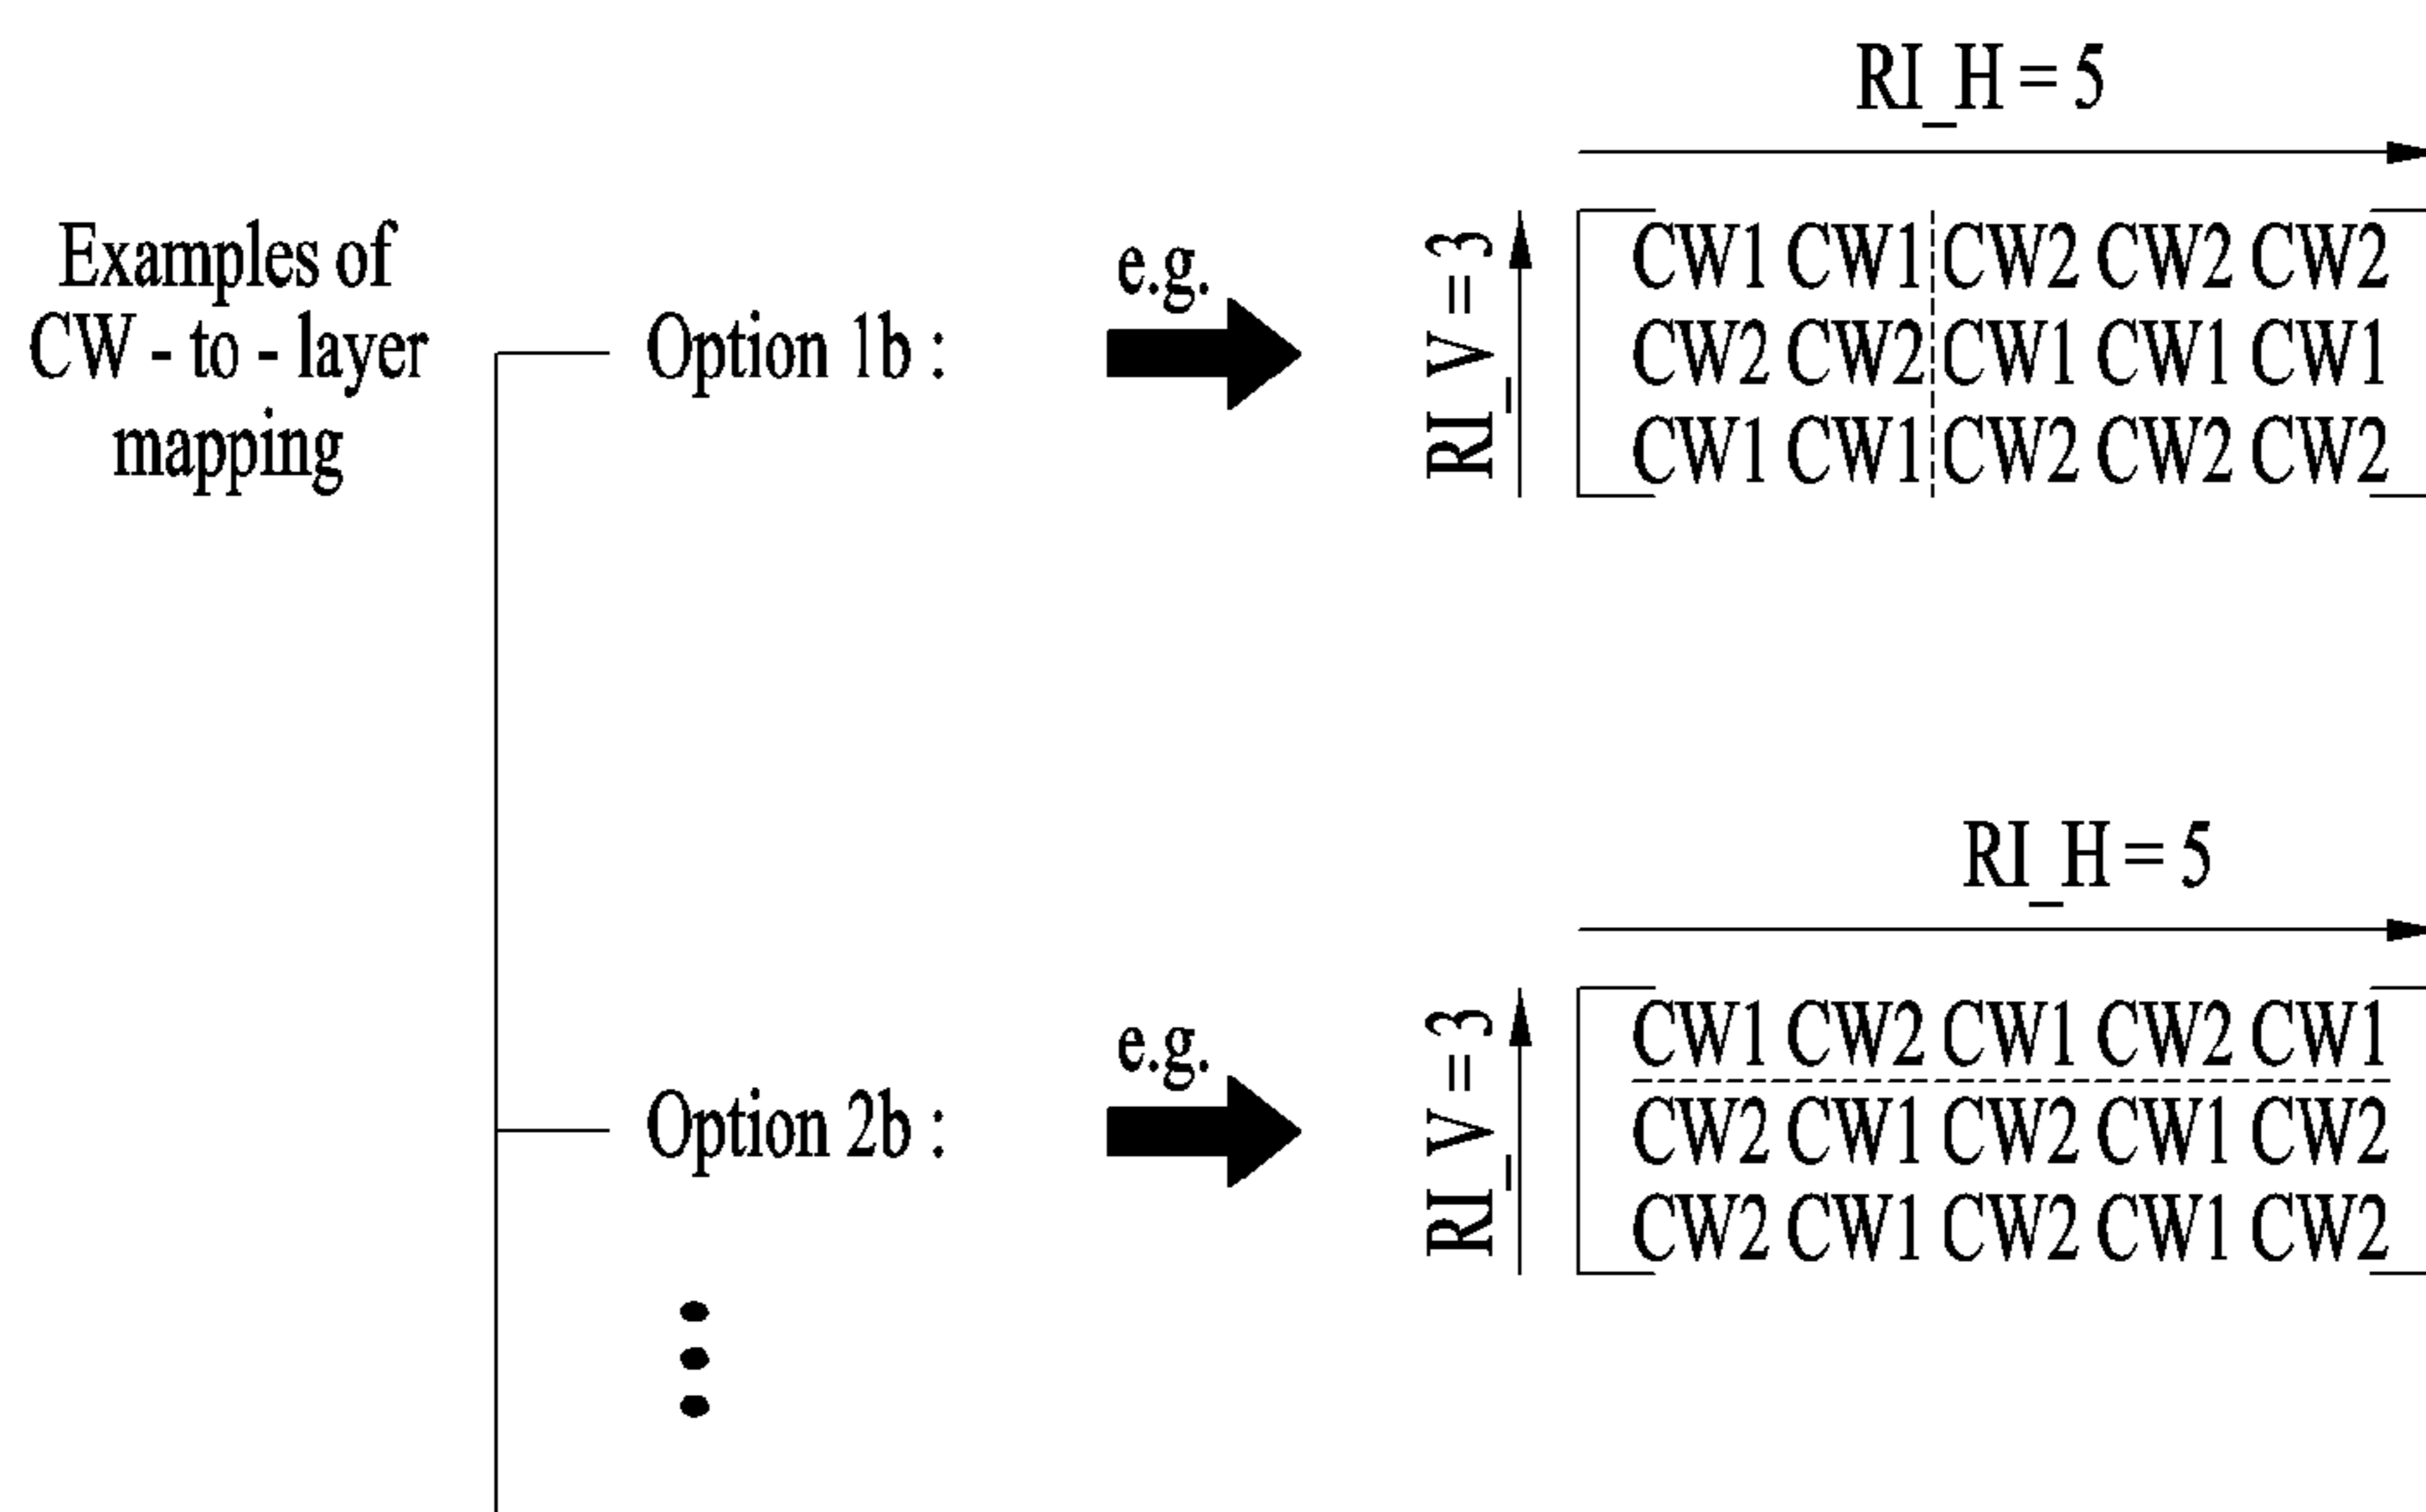 RI_H = 5
Examples of
CW - to - layer
mapping
Option 1b :
e.g.
RI_V = 3
CW1 CW1 CW2 CW2 CW2
CW2 CW2 CW1 CW1 CW1
CW1 CW1 CW2 CW2 CW2
RI_H = 5
Option 2b :
e.g.
RI_V = 3
CW1 CW2 CW1 CW2 CW1
CW2 CW1 CW2 CW1 CW2
CW2 CW1 CW2 CW1 CW2